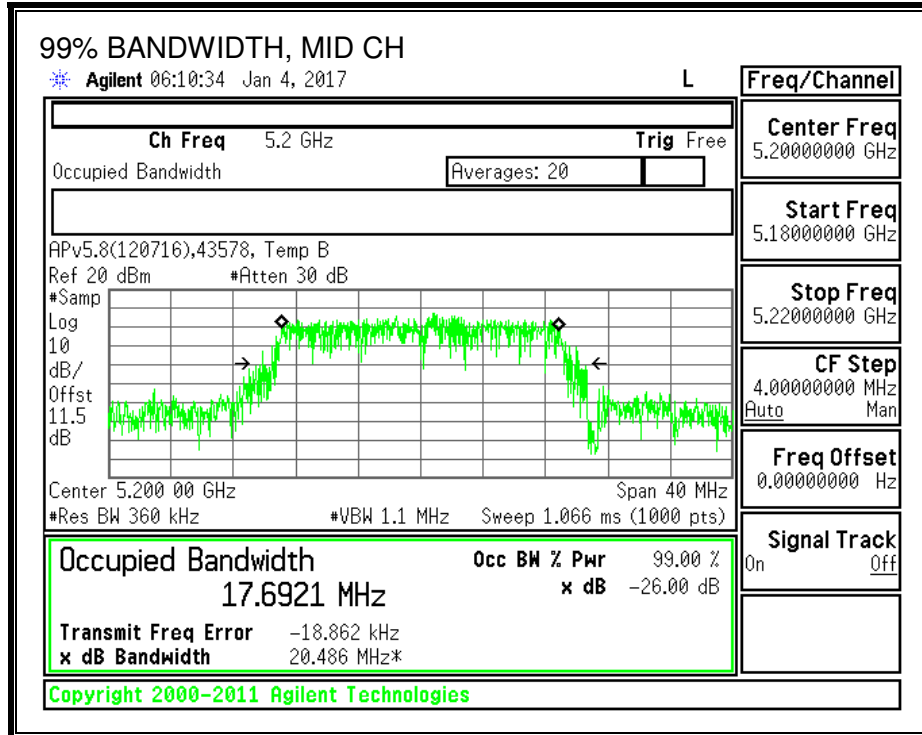 99% BANDWIDTH, MID CH
Agilent 06:10:34 Jan 4, 2017 L
Ch Freq 5.2 GHz Trig Free
Occupied Bandwidth Averages: 20
APv5.8(120716),43578, Temp B
Ref 20 dBm #Atten 30 dB
#Samp
Log
10
dB/
Offst
11.5
dB
Center 5.200 00 GHz Span 40 MHz
#Res BW 360 kHz #VBW 1.1 MHz Sweep 1.066 ms (1000 pts)
Occupied Bandwidth Occ BW % Pwr 99.00 %
17.6921 MHz x dB -26.00 dB
Transmit Freq Error -18.862 kHz
x dB Bandwidth 20.486 MHz*
Copyright 2000-2011 Agilent Technologies
Freq/Channel
Center Freq
5.20000000 GHz
Start Freq
5.18000000 GHz
Stop Freq
5.22000000 GHz
CF Step
4.00000000 MHz
Auto Man
Freq Offset
0.00000000 Hz
Signal Track
On Off